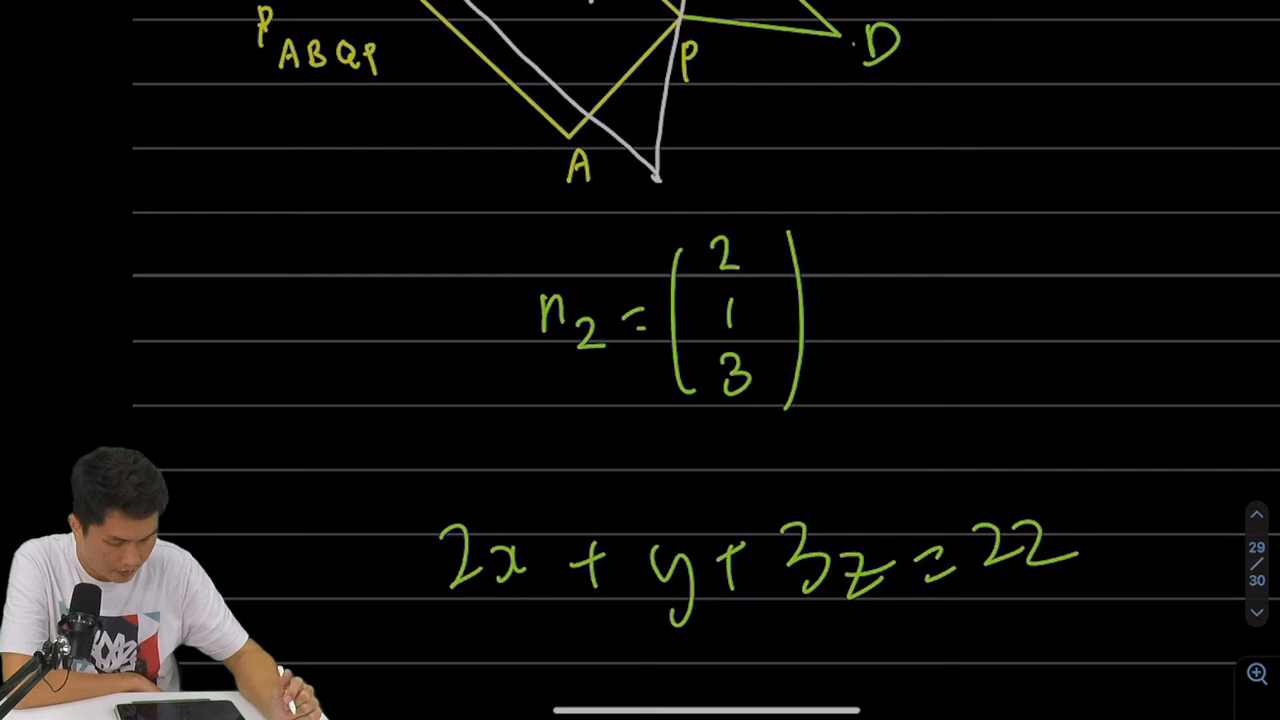 P
ABQP
P
D
A
n₂ = (2
1
3)
2x + y + 3z = 22
29
/
30